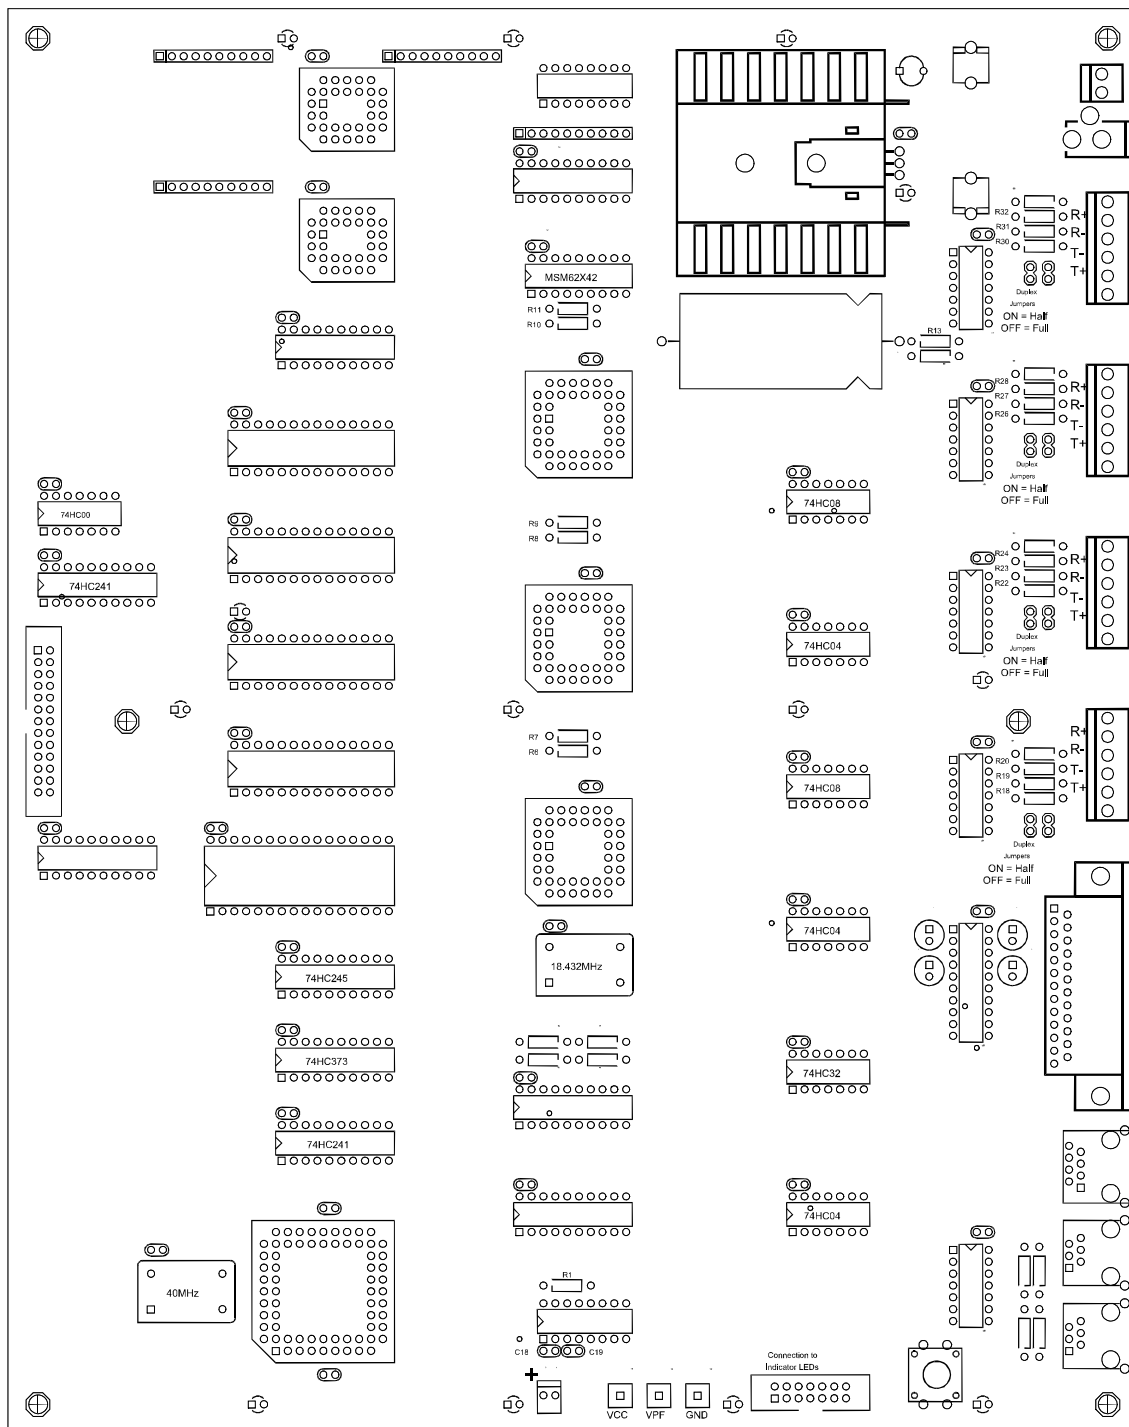 R32
R31
R30
R+
R-
T-
T+
Duplex
Jumpers
ON = Half
OFF = Full
MSM62X42
R11
R10
R13
R28
R27
R26
R+
R-
T-
T+
Duplex
Jumpers
ON = Half
OFF = Full
74HC08
74HC00
R9
R8
74HC241
R24
R23
R22
R+
R-
T-
T+
Duplex
Jumpers
ON = Half
OFF = Full
74HC04
R7
R6
74HC08
R20
R19
R18
R+
R-
T-
T+
Duplex
Jumpers
ON = Half
OFF = Full
74HC04
18.432MHz
74HC245
74HC373
74HC32
74HC241
74HC04
40MHz
R1
C18
C19
+
Connection to
Indicator LEDs
VCC VPF GND